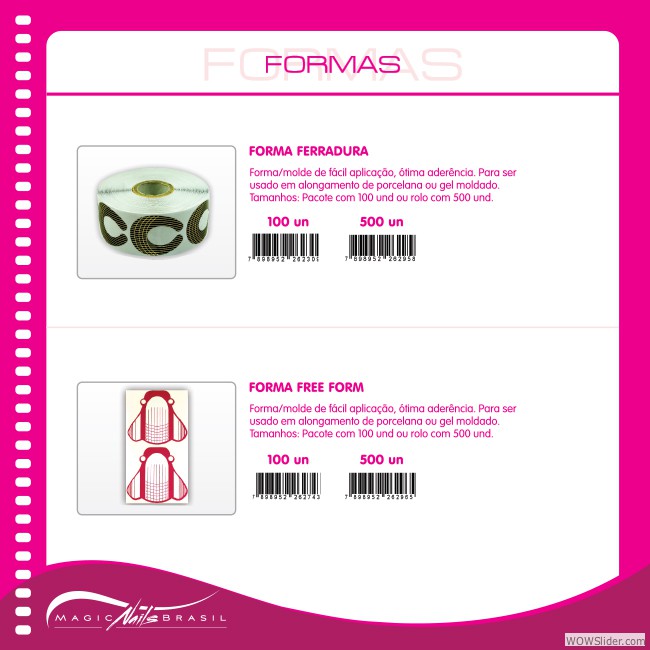 FORMAS
FORMAS
FORMA FERRADURA
Forma/molde de fácil aplicação, ótima aderência. Para ser
usado em alongamento de porcelana ou gel moldado.
Tamanhos: Pacote com 100 und ou rolo com 500 und.
100 un 500 un
7 898952 262309 7 898952 262958
FORMA FREE FORM
Forma/molde de fácil aplicação, ótima aderência. Para ser
usado em alongamento de porcelana ou gel moldado.
Tamanhos: Pacote com 100 und ou rolo com 500 und.
100 un 500 un
7 898952 262743 7 898952 262965
MAGIC Nails BRASIL
WOWSlider.com